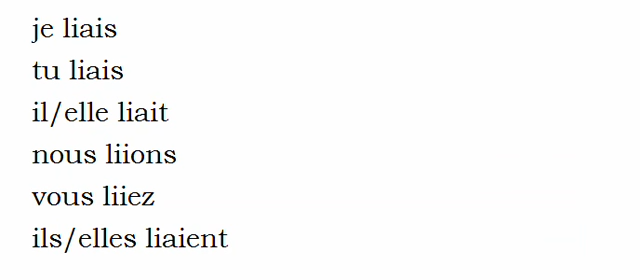 je liais
tu liais
il/elle liait
nous liions
vous liiez
ils/elles liaient